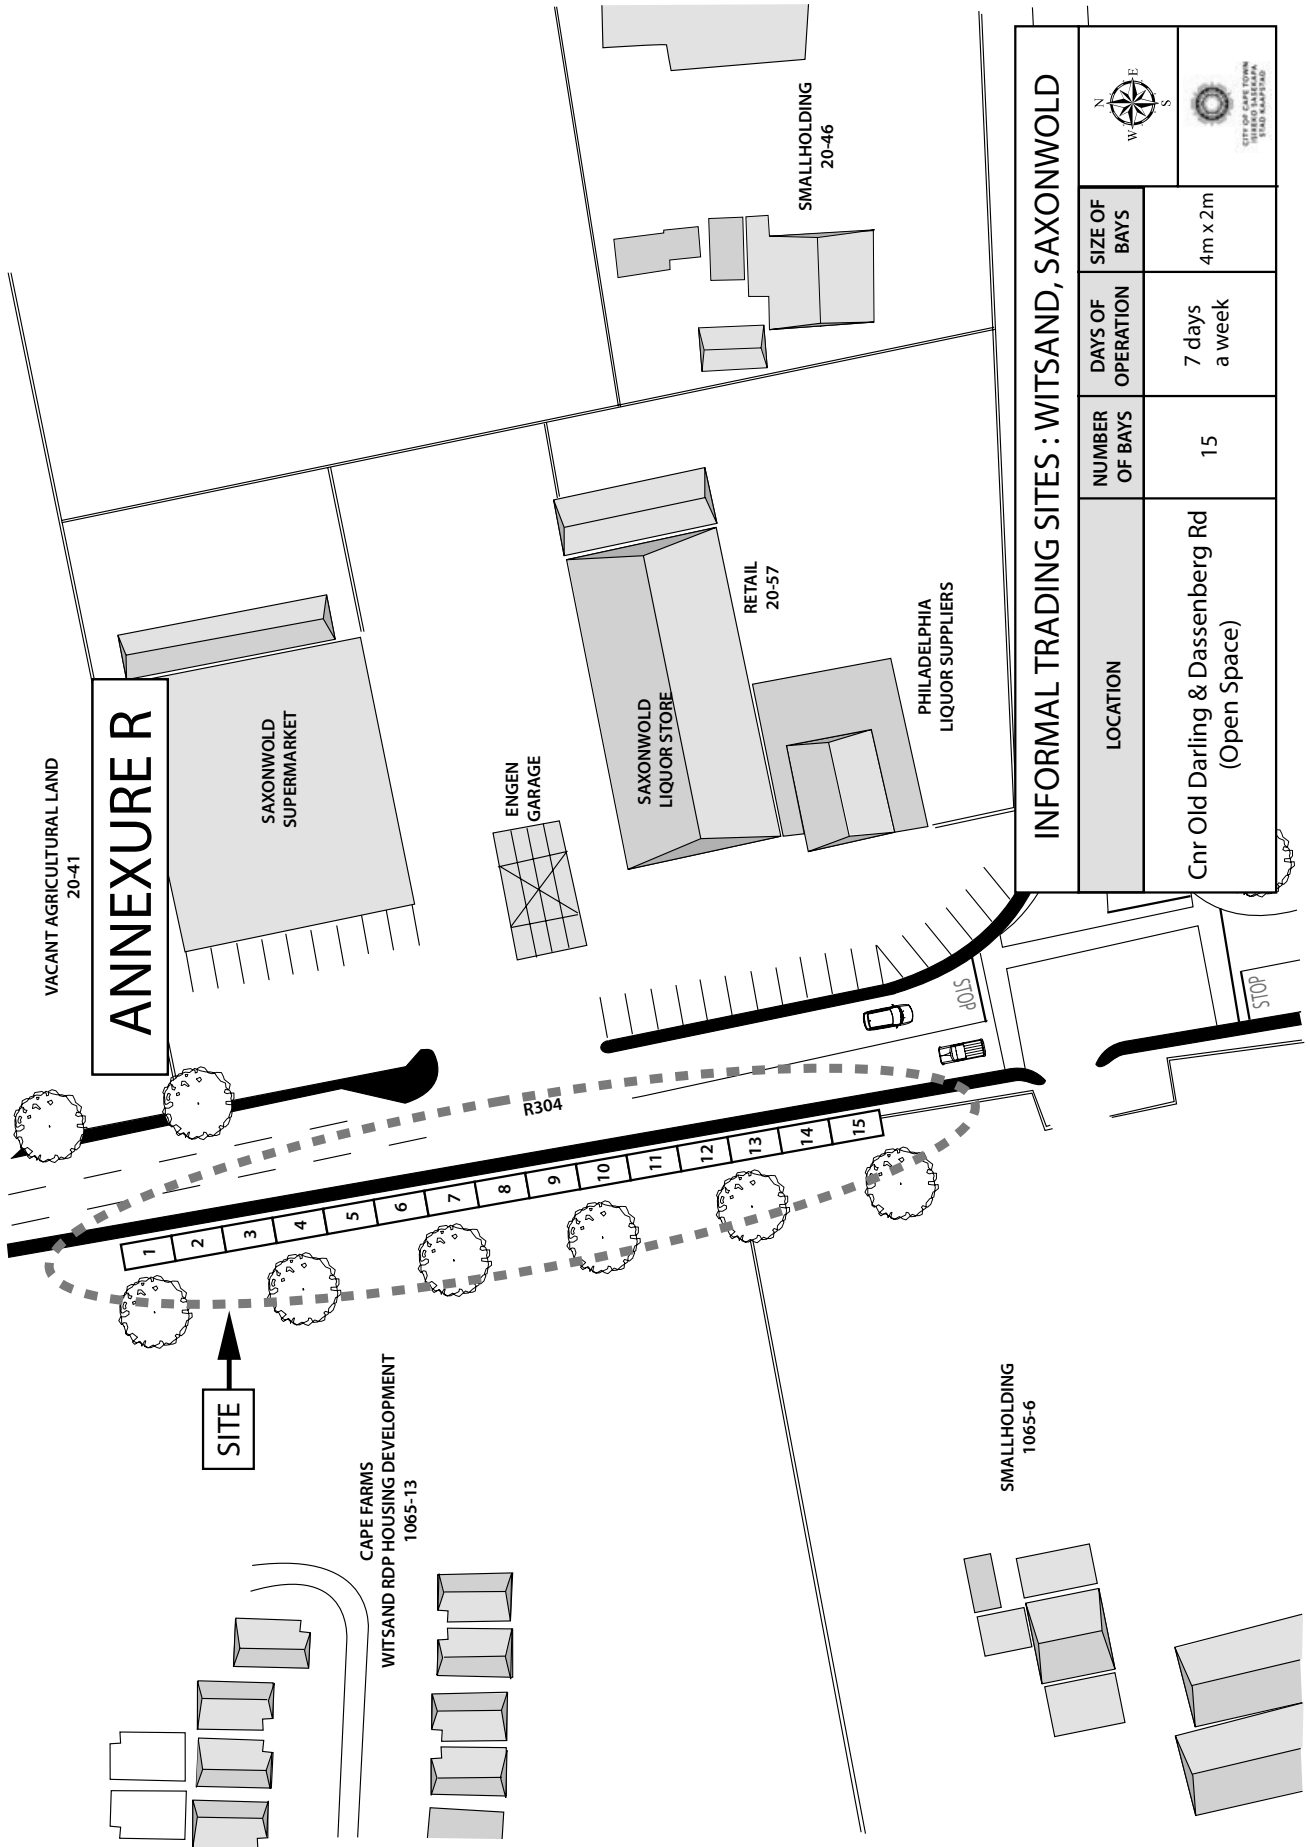 VACANT AGRICULTURAL LAND
20-41
ANNEXURE R
SAXONWOLD
SUPERMARKET
ENGEN
GARAGE
SAXONWOLD
LIQUOR STORE
RETAIL
20-57
PHILADELPHIA
LIQUOR SUPPLIERS
SMALLHOLDING
20-46
R304
STOP
STOP
1
2
3
4
5
6
7
8
9
10
11
12
13
14
15
SITE
CAPE FARMS
WITSAND RDP HOUSING DEVELOPMENT
1065-13
SMALLHOLDING
1065-6
INFORMAL TRADING SITES : WITSAND, SAXONWOLD
LOCATION
NUMBER
OF BAYS
DAYS OF
OPERATION
SIZE OF
BAYS
Cnr Old Darling & Dassenberg Rd
(Open Space)
15
7 days
a week
4m x 2m
N
W
E
S
CITY OF CAPE TOWN
ISIXEKO SASEKAPA
STAD KAAPSTAD